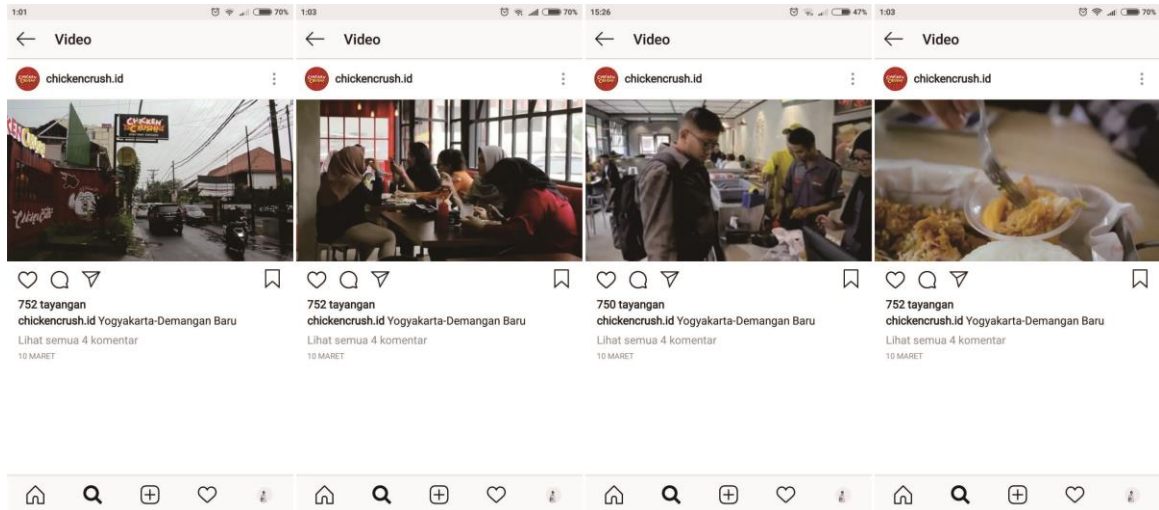 1:01
70%
Video
chickencrush.id
CHICKEN
CRUSH
752 tayangan
chickencrush.id Yogyakarta-Demangan Baru
Lihat semua 4 komentar
10 MARET
1:03
70%
Video
chickencrush.id
752 tayangan
chickencrush.id Yogyakarta-Demangan Baru
Lihat semua 4 komentar
10 MARET
15:26
47%
Video
chickencrush.id
750 tayangan
chickencrush.id Yogyakarta-Demangan Baru
Lihat semua 4 komentar
10 MARET
1:03
70%
Video
chickencrush.id
752 tayangan
chickencrush.id Yogyakarta-Demangan Baru
Lihat semua 4 komentar
10 MARET